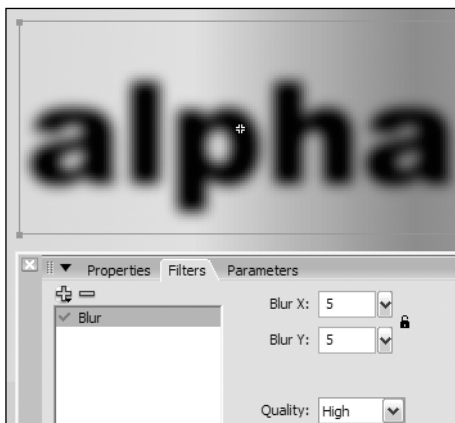 alpha
Properties Filters Parameters
Blur
Blur X: 5
Blur Y: 5
Quality: High